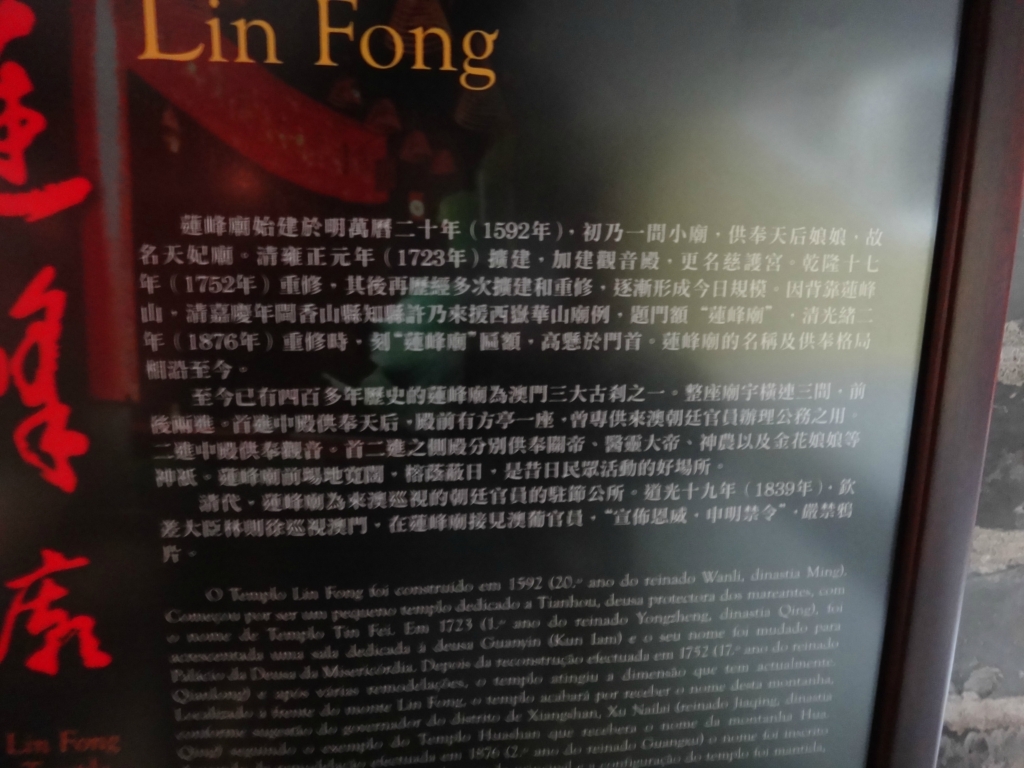 Lin Fong
蓮峰廟
蓮峰廟始建於明萬曆二十年（1592年），初乃一間小廟，供奉天后娘娘，故
名天妃廟。清雍正元年（1723年）擴建，加建觀音殿，更名慈護宮。乾隆十七
年（1752年）重修，其後再歷經多次擴建和重修，逐漸形成今日規模。因背靠蓮峰
山，清嘉慶年間香山縣知縣許乃來援西嶽華山廟例，題門額“蓮峰廟”，清光緒二
年（1876年）重修時，刻“蓮峰廟”匾額，高懸於門首。蓮峰廟的名稱及供奉格局
相沿至今。
至今已有四百多年歷史的蓮峰廟為澳門三大古剎之一。整座廟宇橫連三間，前
後兩進。首進中殿供奉天后，殿前有方亭一座，曾專供來澳朝廷官員辦理公務之用。
二進中殿供奉觀音。首二進之側殿分別供奉關帝、醫靈大帝、神農以及金花娘娘等
神祇。蓮峰廟前場地寬闊，榕蔭蔽日，是昔日民眾活動的好場所。
清代，蓮峰廟為來澳巡視的朝廷官員的駐節公所。道光十九年（1839年），欽
差大臣林則徐巡視澳門，在蓮峰廟接見澳葡官員，“宣佈恩威，申明禁令”，嚴禁鴉
片。
O Templo Lin Fong foi construído em 1592 (20.º ano do reinado Wanli, dinastia Ming).
Começou por ser um pequeno templo dedicado a Tianhou, deusa protectora dos mareantes, com
o nome de Templo Tin Fei. Em 1723 (1.º ano do reinado Yongzheng, dinastia Qing), foi
acrescentada uma sala dedicada à deusa Guanyin (Kun Iam) e o seu nome foi mudado para
Palácio da Deusa da Misericórdia. Depois da reconstrução efectuada em 1752 (17.º ano do reinado
Qianlong) e após várias remodelações, o templo atingiu a dimensão que tem actualmente.
Localizado à frente do monte Lin Fong, o templo acabará por receber o nome desta montanha,
conforme sugestão do governador do distrito de Xiangshan, Xu Nailai (reinado Jiaqing, dinastia
Qing) seguindo o exemplo do Templo Huashan que recebera o nome da montanha Hua.
remodelação efectuada em 1876 (2.º ano do reinado Guangxu) o nome foi inscrito
a configuração do templo foi mantida,
Lin Fong